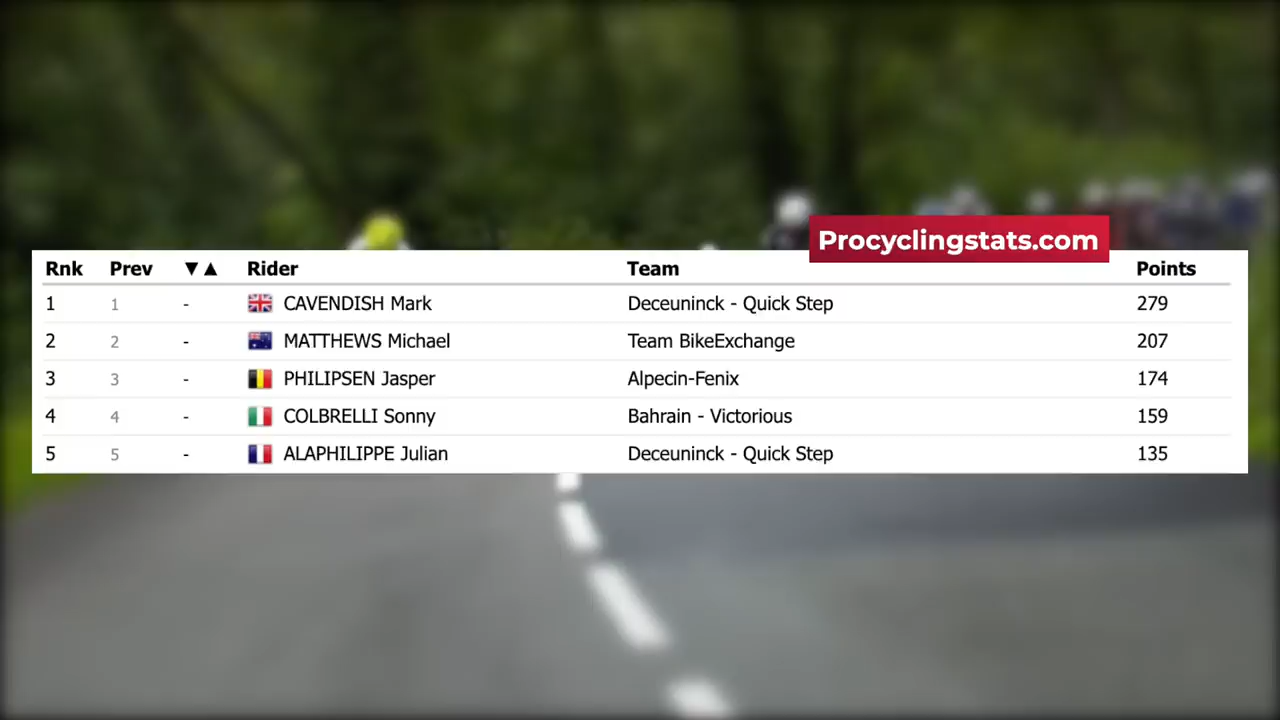 Procyclingstats.com
Rnk Prev ▼▲ Rider Team Points
1 1 - CAVENDISH Mark Deceuninck - Quick Step 279
2 2 - MATTHEWS Michael Team BikeExchange 207
3 3 - PHILIPSEN Jasper Alpecin-Fenix 174
4 4 - COLBRELLI Sonny Bahrain - Victorious 159
5 5 - ALAPHILIPPE Julian Deceuninck - Quick Step 135